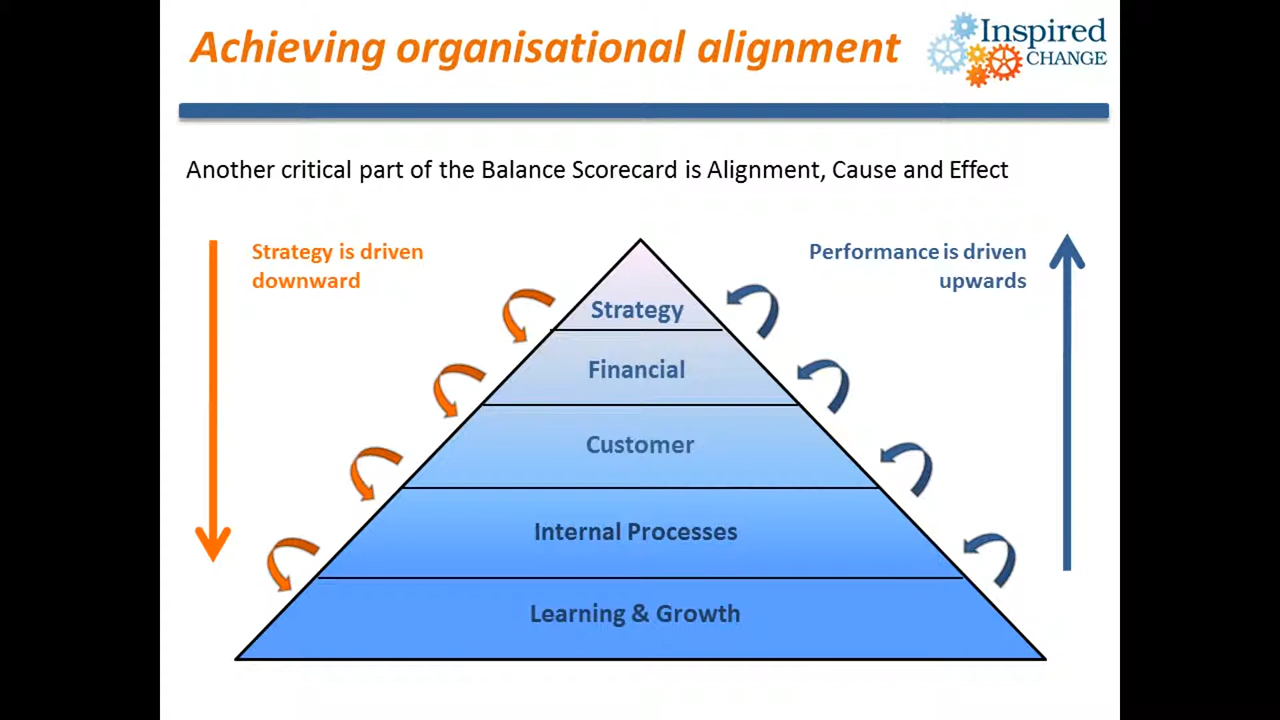 Achieving organisational alignment
Inspired
CHANGE
Another critical part of the Balance Scorecard is Alignment, Cause and Effect
Strategy is driven
downward
Performance is driven
upwards
Strategy
Financial
Customer
Internal Processes
Learning & Growth